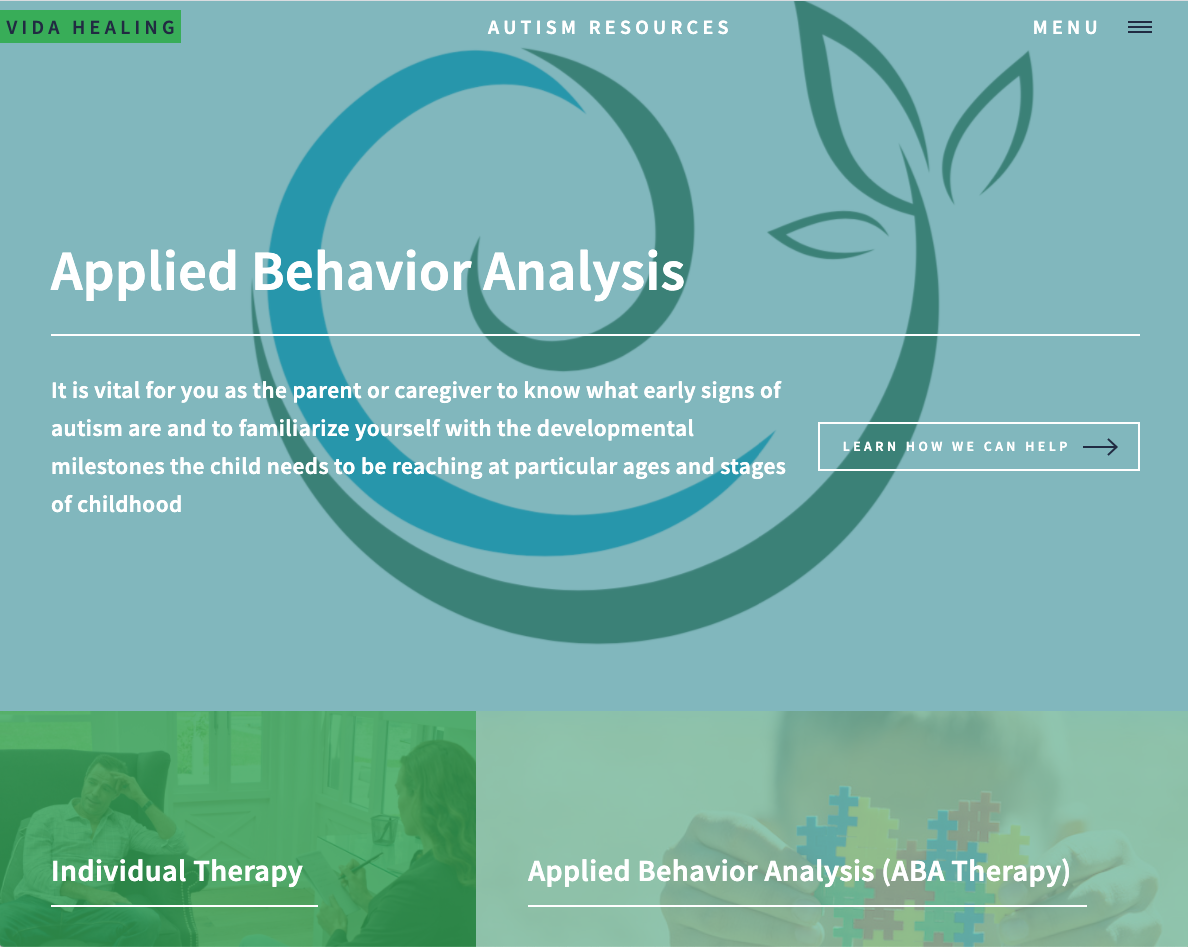 VIDA HEALING
AUTISM RESOURCES
MENU
Applied Behavior Analysis
It is vital for you as the parent or caregiver to know what early signs of
autism are and to familiarize yourself with the developmental
milestones the child needs to be reaching at particular ages and stages
of childhood
LEARN HOW WE CAN HELP
Individual Therapy
Applied Behavior Analysis (ABA Therapy)